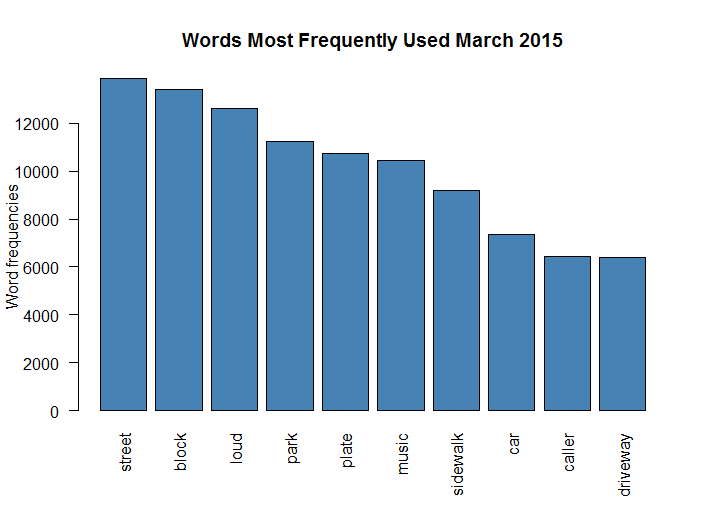 Words Most Frequently Used March 2015
Word frequencies
12000
10000
8000
6000
4000
2000
0
street
block
loud
park
plate
music
sidewalk
car
caller
driveway